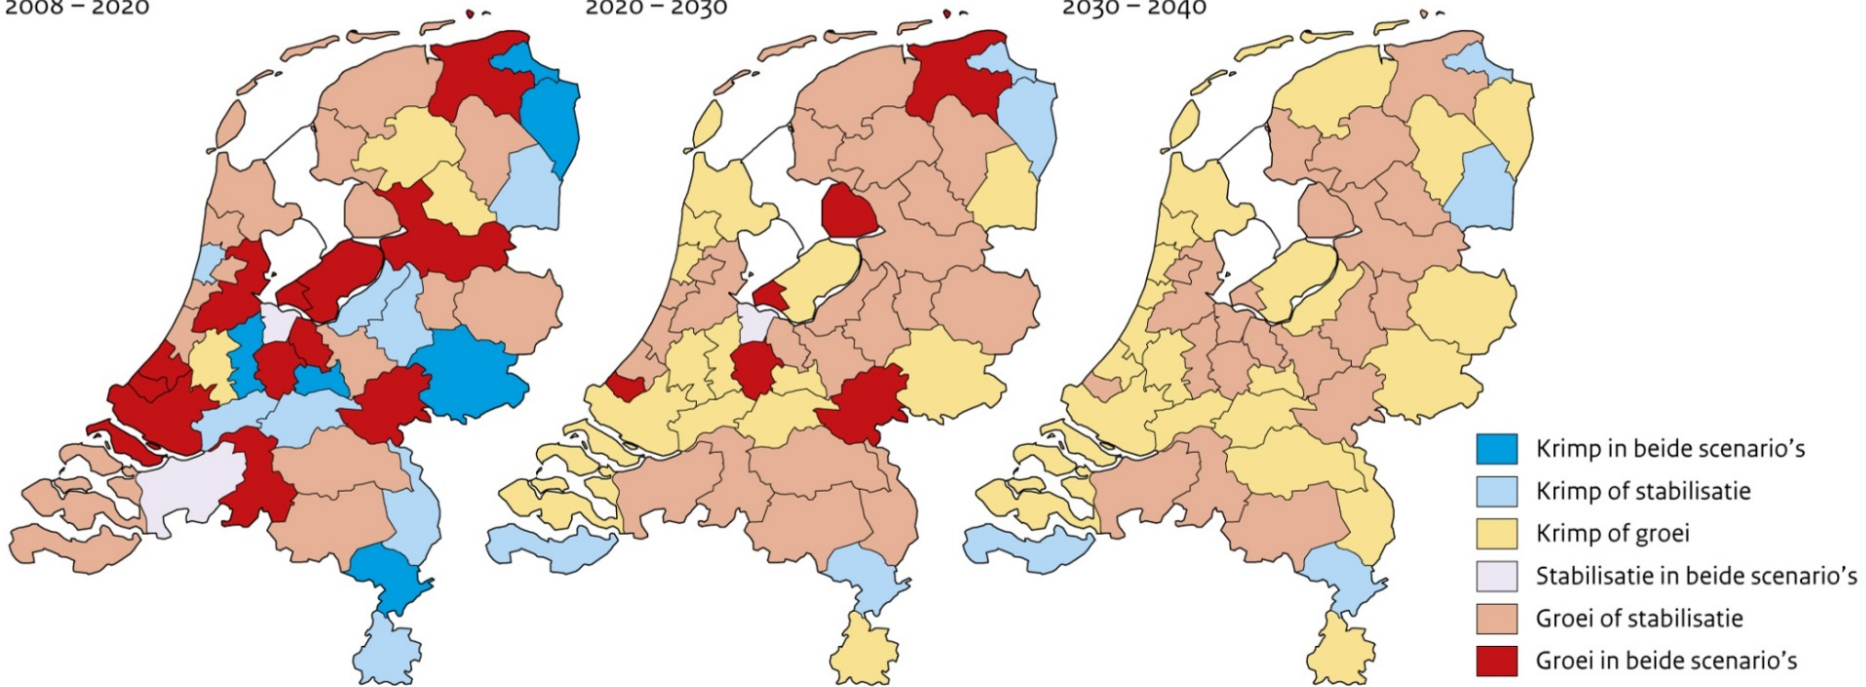 2008 – 2020
2020 – 2030
2030 – 2040
Krimp in beide scenario's
Krimp of stabilisatie
Krimp of groei
Stabilisatie in beide scenario's
Groei of stabilisatie
Groei in beide scenario's